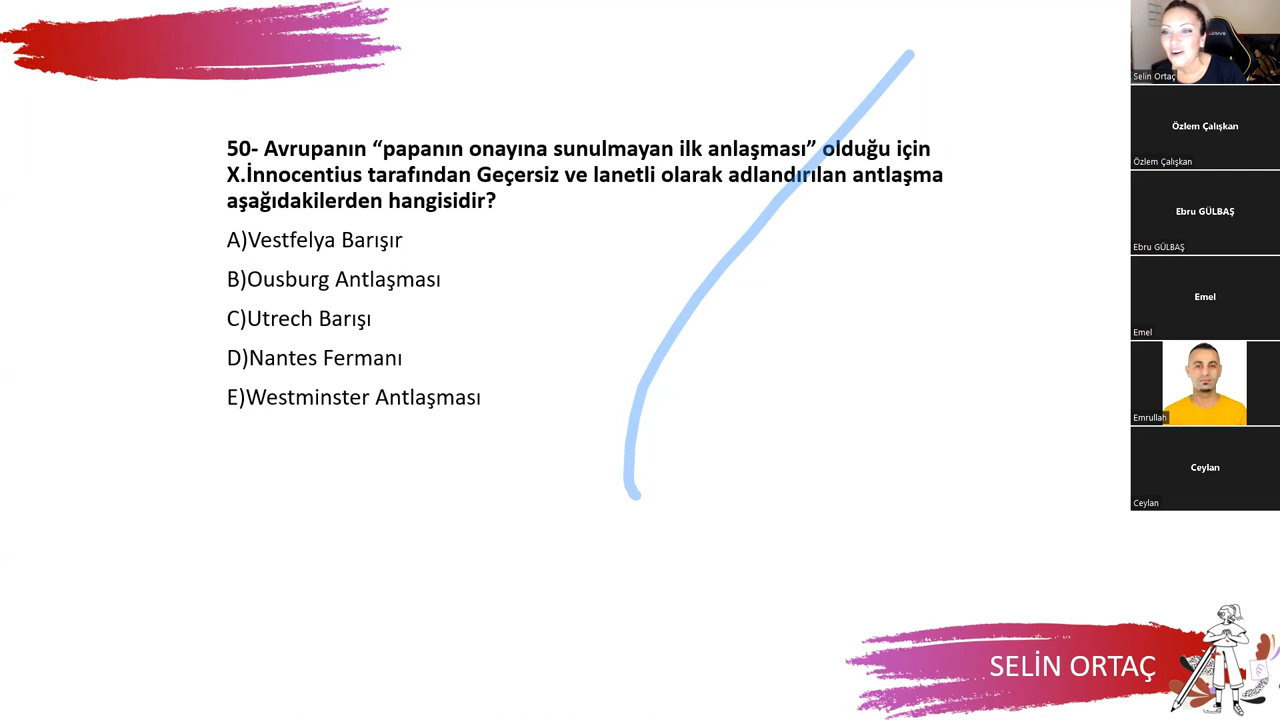 50- Avrupanın “papanın onayına sunulmayan ilk anlaşması” olduğu için
X.İnnocentius tarafından Geçersiz ve lanetli olarak adlandırılan antlaşma
aşağıdakilerden hangisidir?
A)Vestfelya Barışır
B)Ousburg Antlaşması
C)Utrech Barışı
D)Nantes Fermanı
E)Westminster Antlaşması
SELİN ORTAÇ
Selin Ortaç
Özlem Çalışkan
Özlem Çalışkan
Ebru GÜLBAŞ
Ebru GÜLBAŞ
Emel
Emel
Emrullah
Ceylan
Ceylan